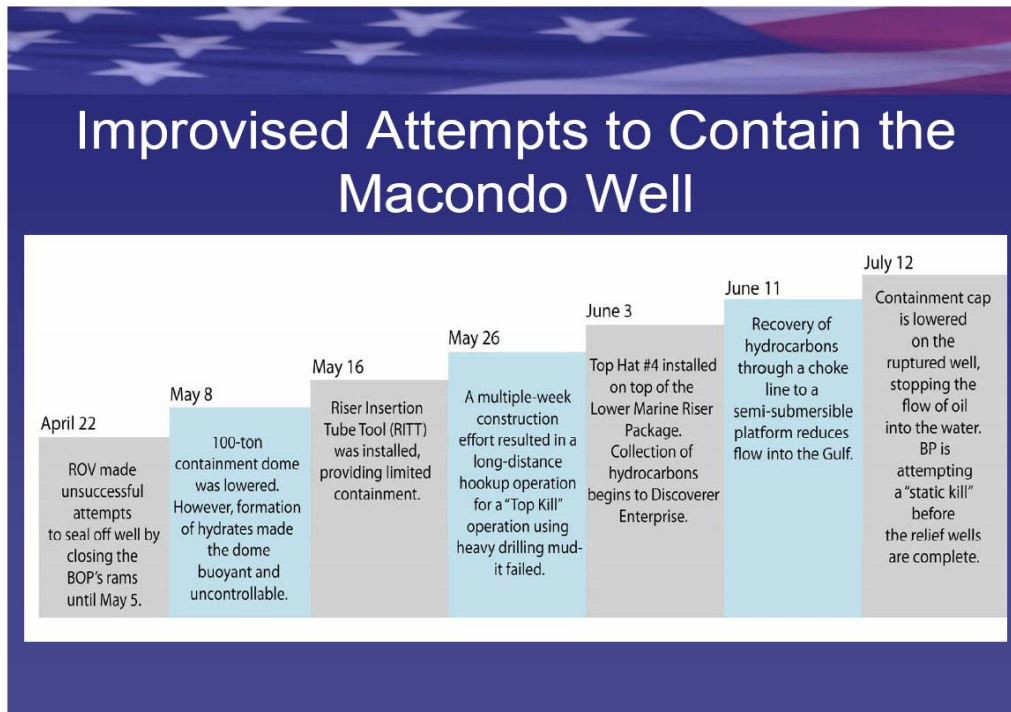 Improvised Attempts to Contain the
Macondo Well
April 22
ROV made
unsuccessful
attempts
to seal off well by
closing the
BOP's rams
until May 5.
May 8
100-ton
containment dome
was lowered.
However, formation
of hydrates made
the dome
buoyant and
uncontrollable.
May 16
Riser Insertion
Tube Tool (RITT)
was installed,
providing limited
containment.
May 26
A multiple-week
construction
effort resulted in a
long-distance
hookup operation
for a "Top Kill"
operation using
heavy drilling mud-
it failed.
June 3
Top Hat #4 installed
on top of the
Lower Marine Riser
Package.
Collection of
hydrocarbons
begins to Discoverer
Enterprise.
June 11
Recovery of
hydrocarbons
through a choke
line to a
semi-submersible
platform reduces
flow into the Gulf.
July 12
Containment cap
is lowered
on the
ruptured well,
stopping the
flow of oil
into the water.
BP is
attempting
a "static kill"
before
the relief wells
are complete.